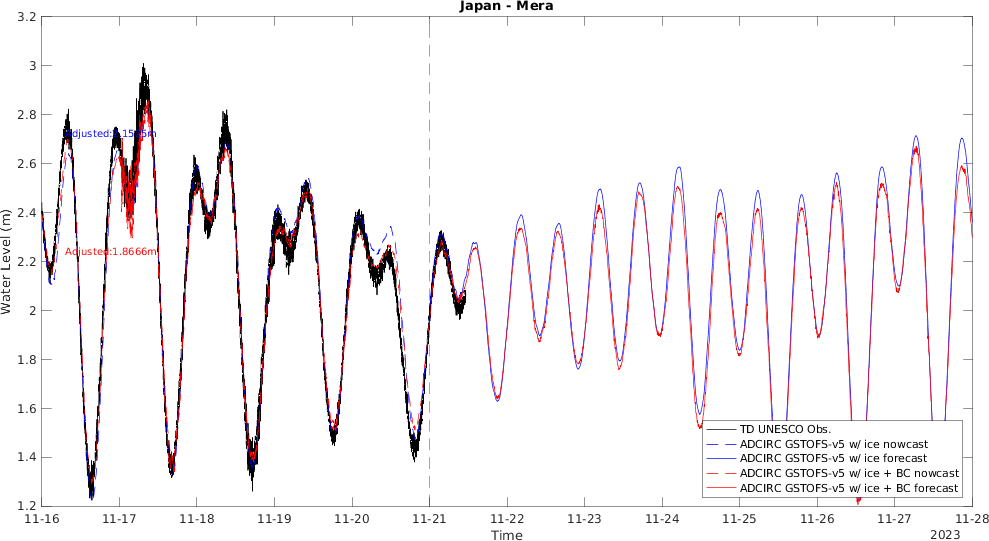 Japan - Mera
3.2
3
2.8
2.6
2.4
2.2
2
1.8
1.6
1.4
1.2
Water Level (m)
Adjusted:1.8666m
TD UNESCO Obs.
ADCIRC GSTOFS-v5 w/ ice nowcast
ADCIRC GSTOFS-v5 w/ ice forecast
ADCIRC GSTOFS-v5 w/ ice + BC nowcast
ADCIRC GSTOFS-v5 w/ ice + BC forecast
11-16 11-17 11-18 11-19 11-20 11-21 11-22 11-23 11-24 11-25 11-26 11-27 11-28
Time
2023